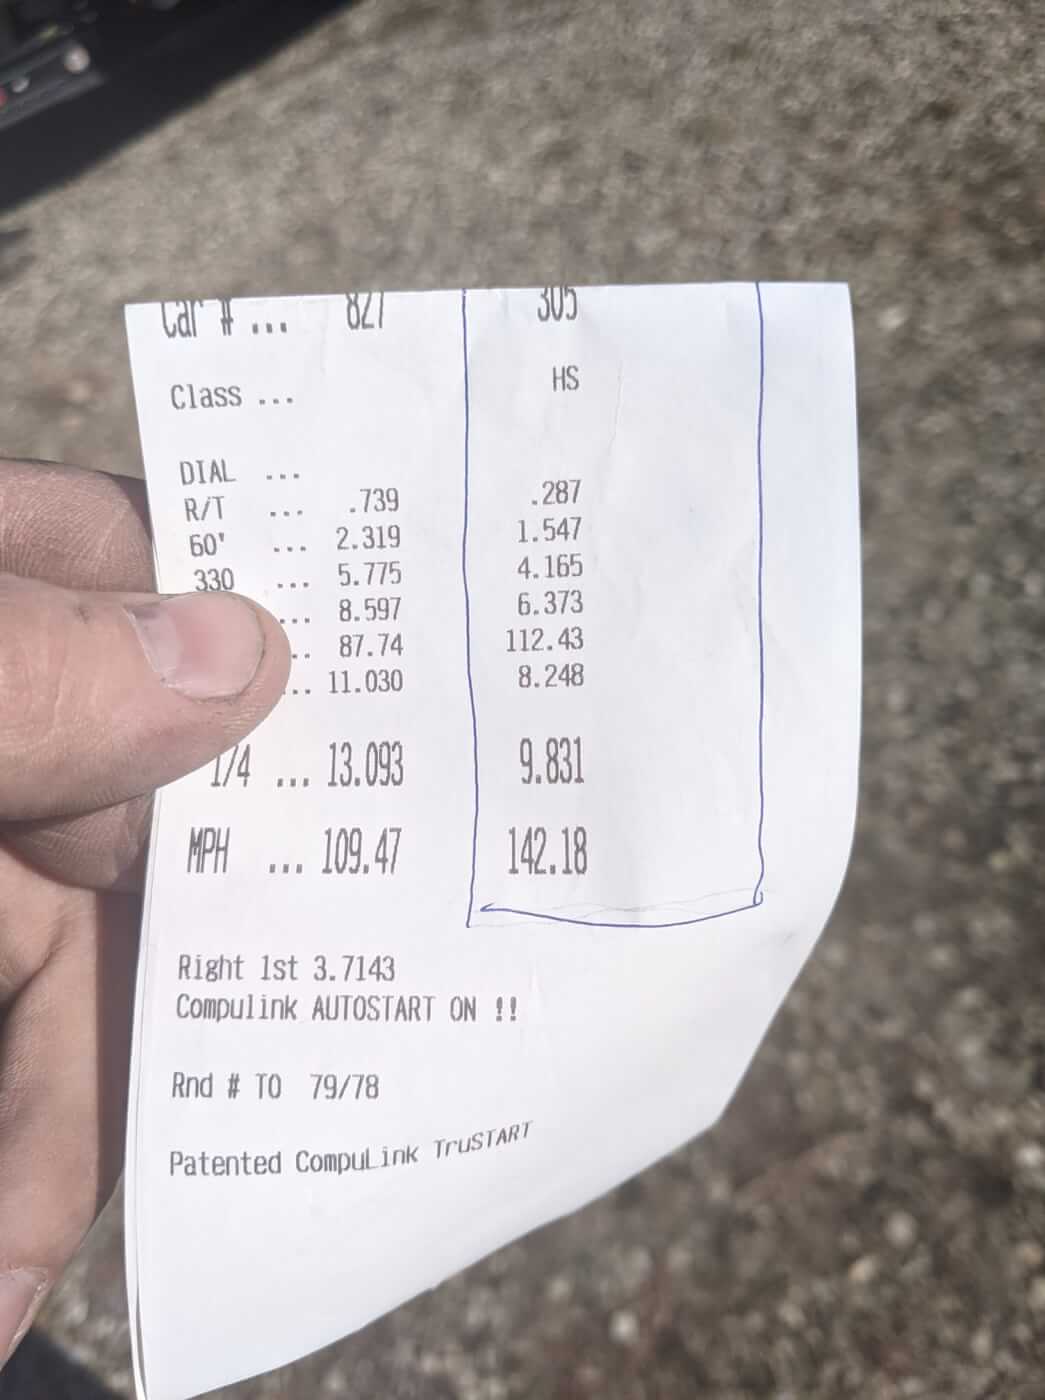 Car # ... 827 305
Class ... HS
DIAL ...
R/T ... .739 .287
60' ... 2.319 1.547
330 ... 5.775 4.165
... 8.597 6.373
.. 87.74 112.43
... 11.030 8.248
1/4 ... 13.093 9.831
MPH ... 109.47 142.18
Right 1st 3.7143
Compulink AUTOSTART ON !!
Rnd # TO 79/78
Patented CompuLink TruSTART